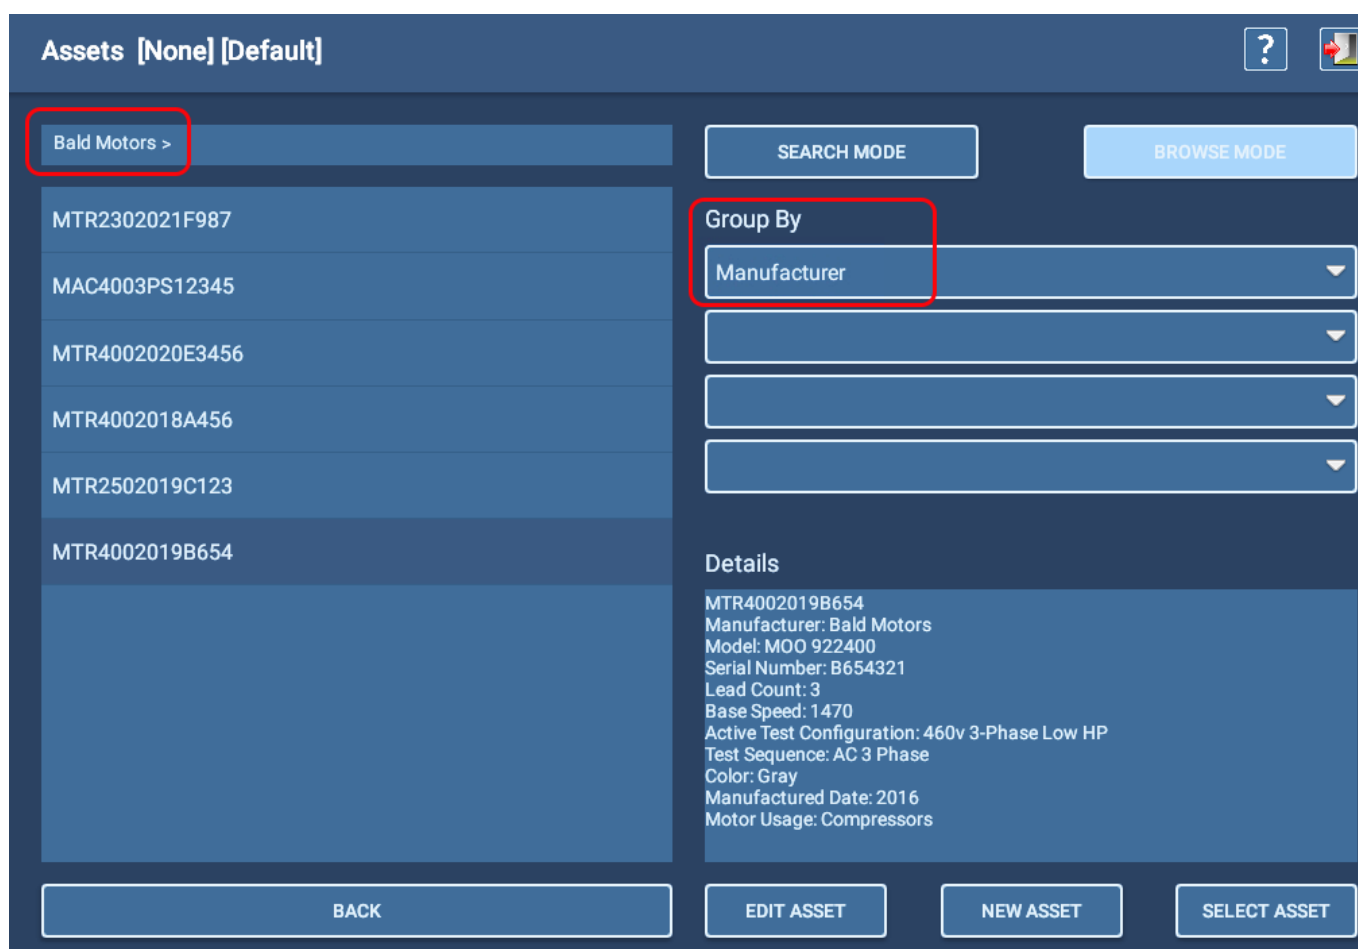 Assets [None] [Default]
?
Bald Motors >
SEARCH MODE
BROWSE MODE
MTR2302021F987
MAC4003PS12345
MTR4002020E3456
MTR4002018A456
MTR2502019C123
MTR4002019B654
Group By
Manufacturer
Details
MTR4002019B654
Manufacturer: Bald Motors
Model: MOO 922400
Serial Number: B654321
Lead Count: 3
Base Speed: 1470
Active Test Configuration: 460v 3-Phase Low HP
Test Sequence: AC 3 Phase
Color: Gray
Manufactured Date: 2016
Motor Usage: Compressors
BACK
EDIT ASSET
NEW ASSET
SELECT ASSET